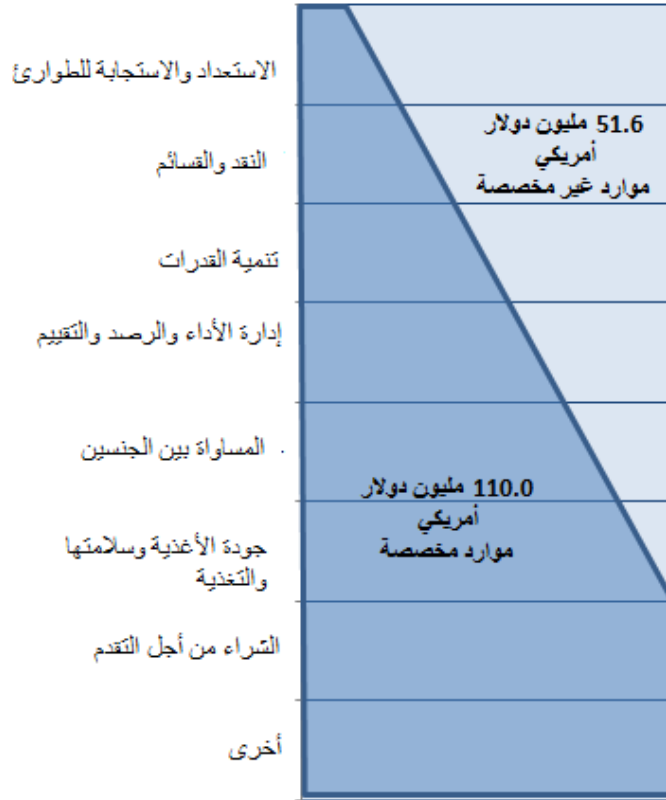 الاستعداد والاستجابة للطوارئ
51.6 مليون دولار
أمريكي
موارد غير مخصصة
النقد والقسائم
تنمية القدرات
إدارة الأداء والرصد والتقييم
المساواة بين الجنسين
110.0 مليون دولار
أمريكي
موارد مخصصة
جودة الأغذية وسلامتها
والتغذية
الشراء من أجل التقدم
أخرى